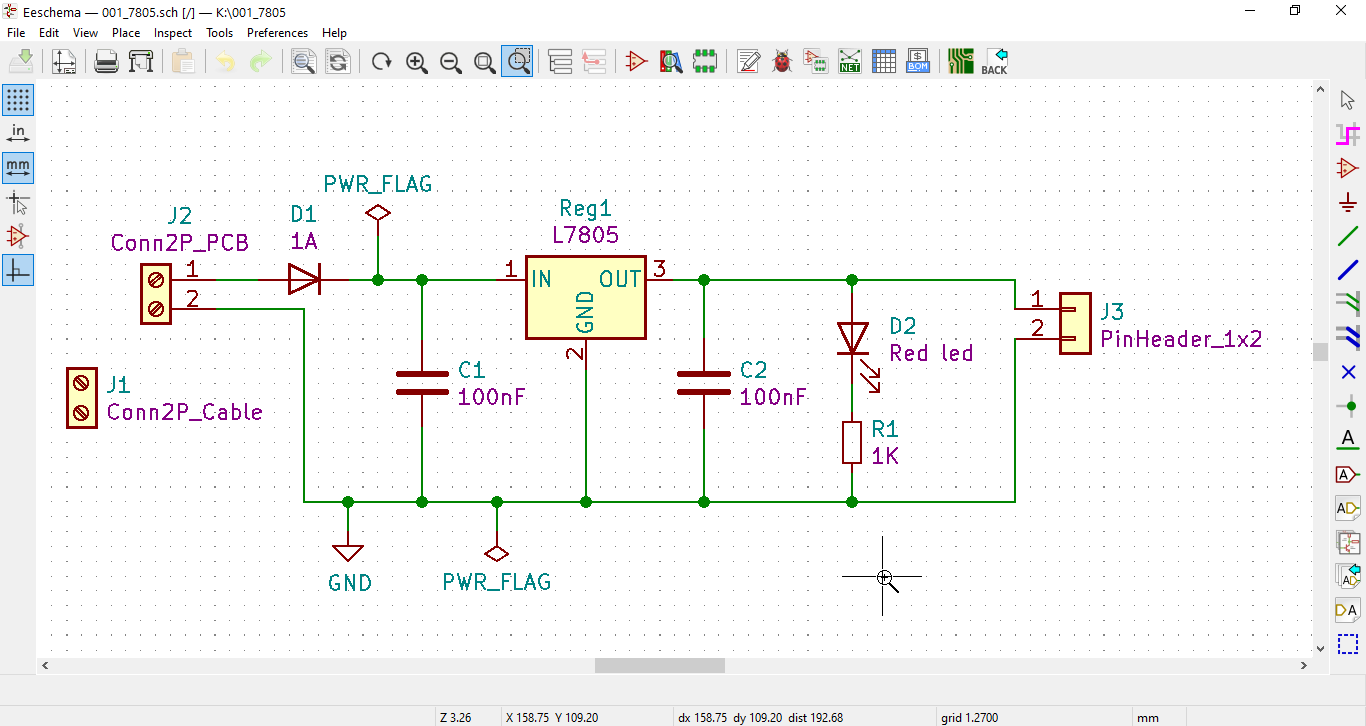 Eeschema — 001_7805.sch [/] — K:\001_7805
File Edit View Place Inspect Tools Preferences Help
NET
$
BOM
BACK
in
mm
PWR_FLAG
J2
Conn2P_PCB
1
2
D1
1A
Reg1
L7805
1
IN
OUT
3
GND
2
J1
Conn2P_Cable
C1
100nF
C2
100nF
D2
Red led
R1
1K
1
2
J3
PinHeader_1x2
GND
PWR_FLAG
A
A
AD
AD
DA
Z 3.26
X 158.75 Y 109.20
dx 158.75 dy 109.20 dist 192.68
grid 1.2700
mm